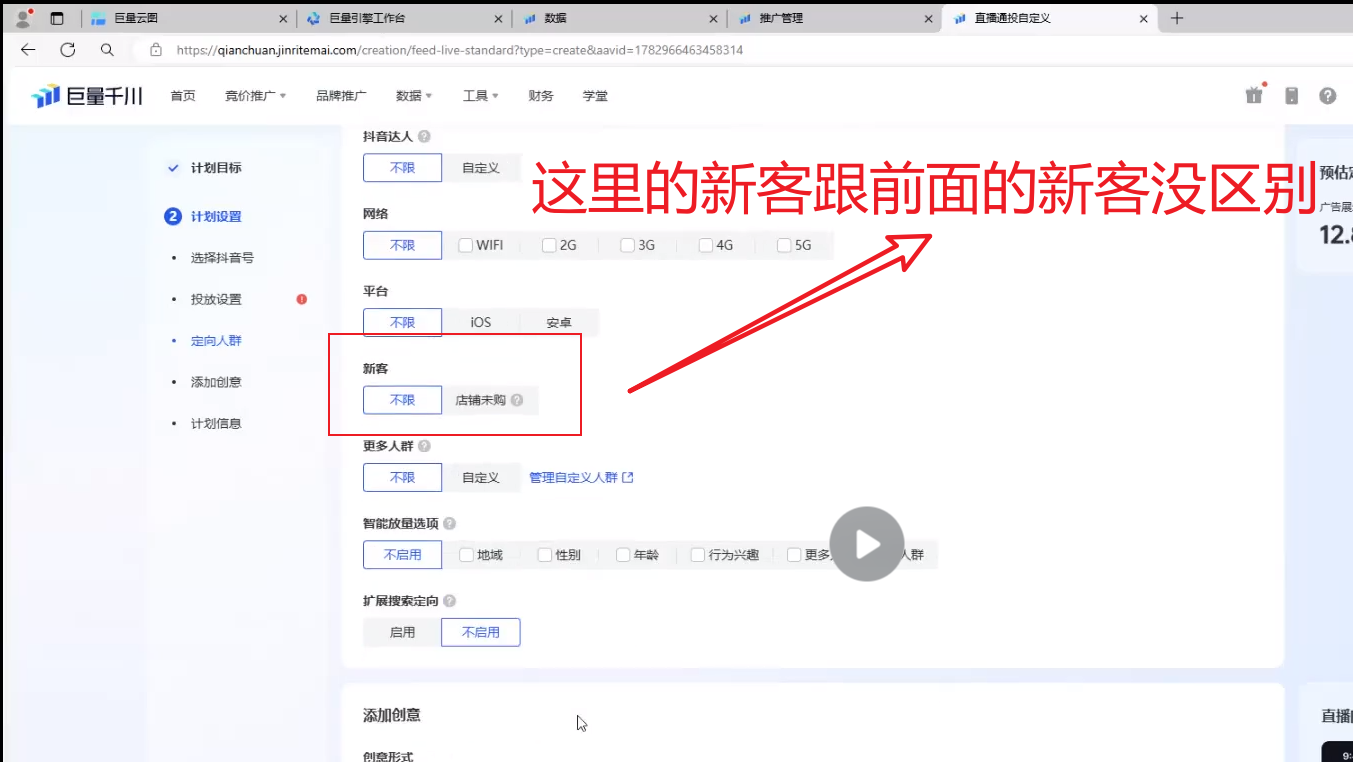 巨量云图
巨量引擎工作台
数据
推广管理
直播通投自定义
https://qianchuan.jinritemai.com/creation/feed-live-standard?type=create&aavid=1782966463458314
巨量千川 首页 竞价推广 品牌推广 数据 工具 财务 学堂
计划目标
2 计划设置
选择抖音号
投放设置
定向人群
添加创意
计划信息
抖音达人
不限 自定义
这里的新客跟前面的新客没区别
网络
不限 WIFI 2G 3G 4G 5G
平台
不限 iOS 安卓
新客
不限 店铺未购
更多人群
不限 自定义 管理自定义人群
智能放量选项
不启用 地域 性别 年龄 行为兴趣 更多 人群
扩展搜索定向
启用 不启用
添加创意
创意形式
预估
广告展
12.
直播
9: